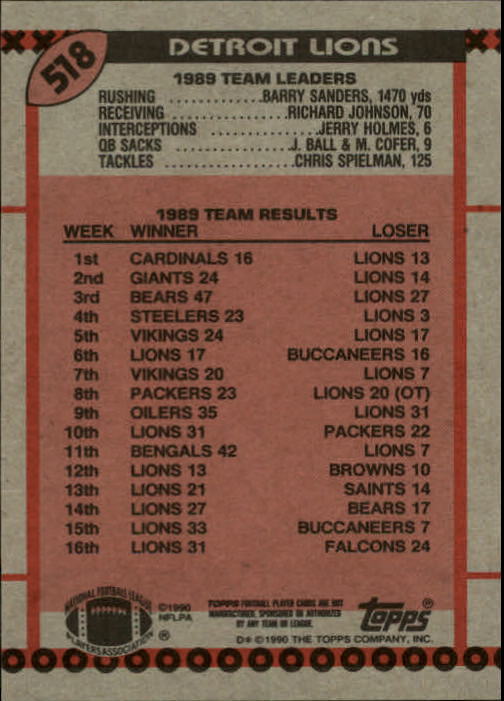 518
DETROIT LIONS
1989 TEAM LEADERS
RUSHING ..............BARRY SANDERS, 1470 yds
RECEIVING ..................RICHARD JOHNSON, 70
INTERCEPTIONS ................JERRY HOLMES, 6
QB SACKS ..................J. BALL & M. COFER, 9
TACKLES ...................CHRIS SPIELMAN, 125
1989 TEAM RESULTS
WEEK WINNER LOSER
1st CARDINALS 16 LIONS 13
2nd GIANTS 24 LIONS 14
3rd BEARS 47 LIONS 27
4th STEELERS 23 LIONS 3
5th VIKINGS 24 LIONS 17
6th LIONS 17 BUCCANEERS 16
7th VIKINGS 20 LIONS 7
8th PACKERS 23 LIONS 20 (OT)
9th OILERS 35 LIONS 31
10th LIONS 31 PACKERS 22
11th BENGALS 42 LIONS 7
12th LIONS 13 BROWNS 10
13th LIONS 21 SAINTS 14
14th LIONS 27 BEARS 17
15th LIONS 33 BUCCANEERS 7
16th LIONS 31 FALCONS 24
NATIONAL FOOTBALL LEAGUE
PLAYERS ASSOCIATION ®
©1990
NFLPA
TOPPS FOOTBALL PLAYER CARDS ARE NOT
MANUFACTURED, SPONSORED OR AUTHORIZED
BY ANY TEAM OR LEAGUE.
TOPPS®
D* ©1990 THE TOPPS COMPANY, INC.